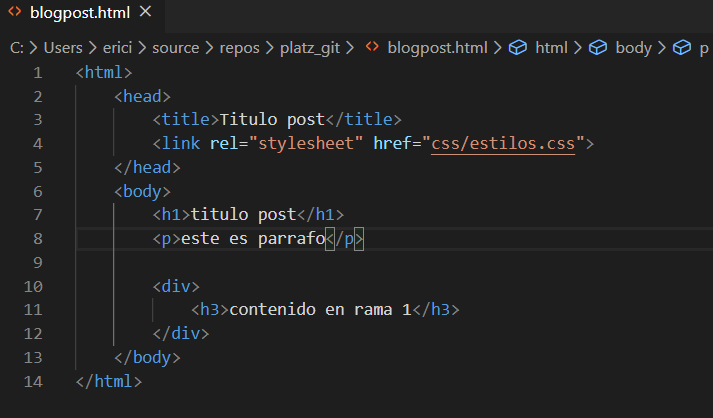 blogpost.html
C: > Users > erici > source > repos > platz_git > blogpost.html > html > body > p
1 <html>
2 <head>
3 <title>Titulo post</title>
4 <link rel="stylesheet" href="css/estilos.css">
5 </head>
6 <body>
7 <h1>titulo post</h1>
8 <p>este es parrafo</p>
9
10 <div>
11 <h3>contenido en rama 1</h3>
12 </div>
13 </body>
14 </html>